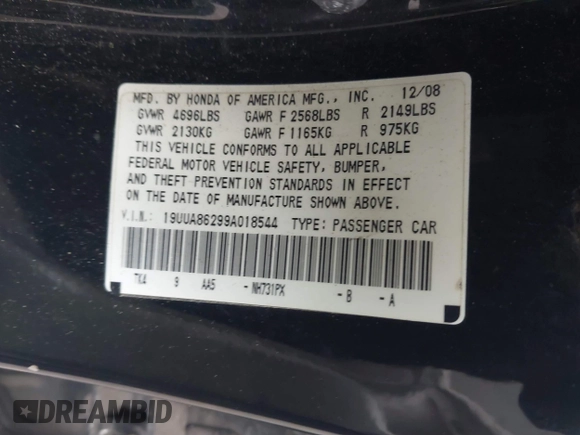 MFD. BY HONDA OF AMERICA MFG., INC. 12/08
GVWR 4696LBS GAWR F 2568LBS R 2149LBS
GVWR 2130KG GAWR F 1165KG R 975KG
THIS VEHICLE CONFORMS TO ALL APPLICABLE
FEDERAL MOTOR VEHICLE SAFETY, BUMPER,
AND THEFT PREVENTION STANDARDS IN EFFECT
ON THE DATE OF MANUFACTURE SHOWN ABOVE.
V.I.N.: 19UUA86299A018544 TYPE: PASSENGER CAR
TK4 9 AA5 - NH731PX - B - A
DREAMBID